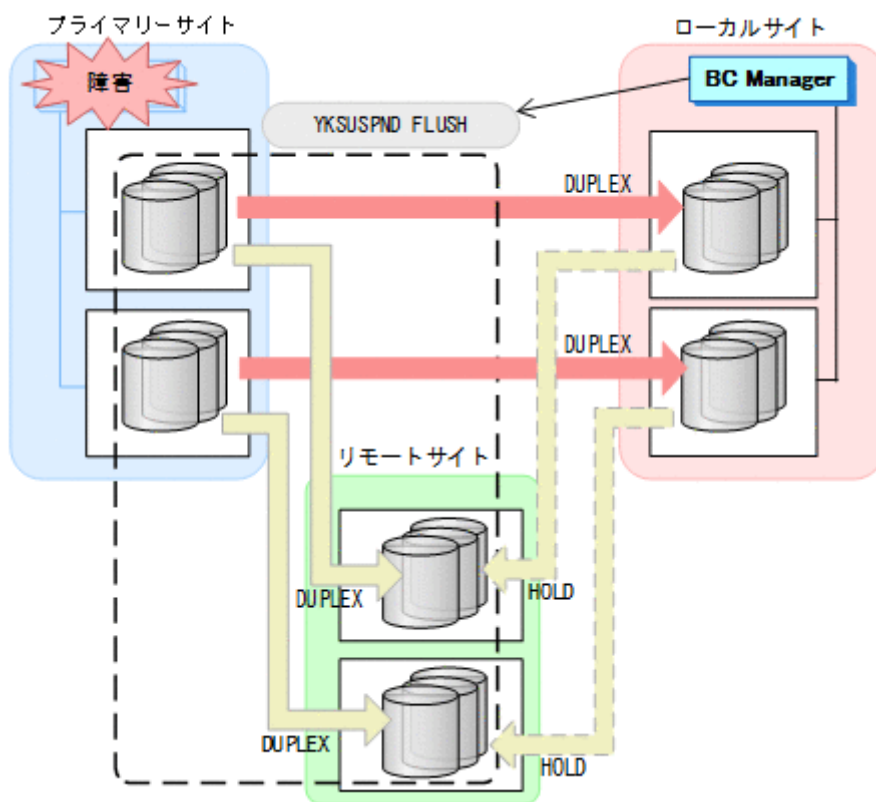 プライマリーサイト
ローカルサイト
障害
BC Manager
YKSUSPND FLUSH
DUPLEX
DUPLEX
リモートサイト
DUPLEX
HOLD
DUPLEX
HOLD